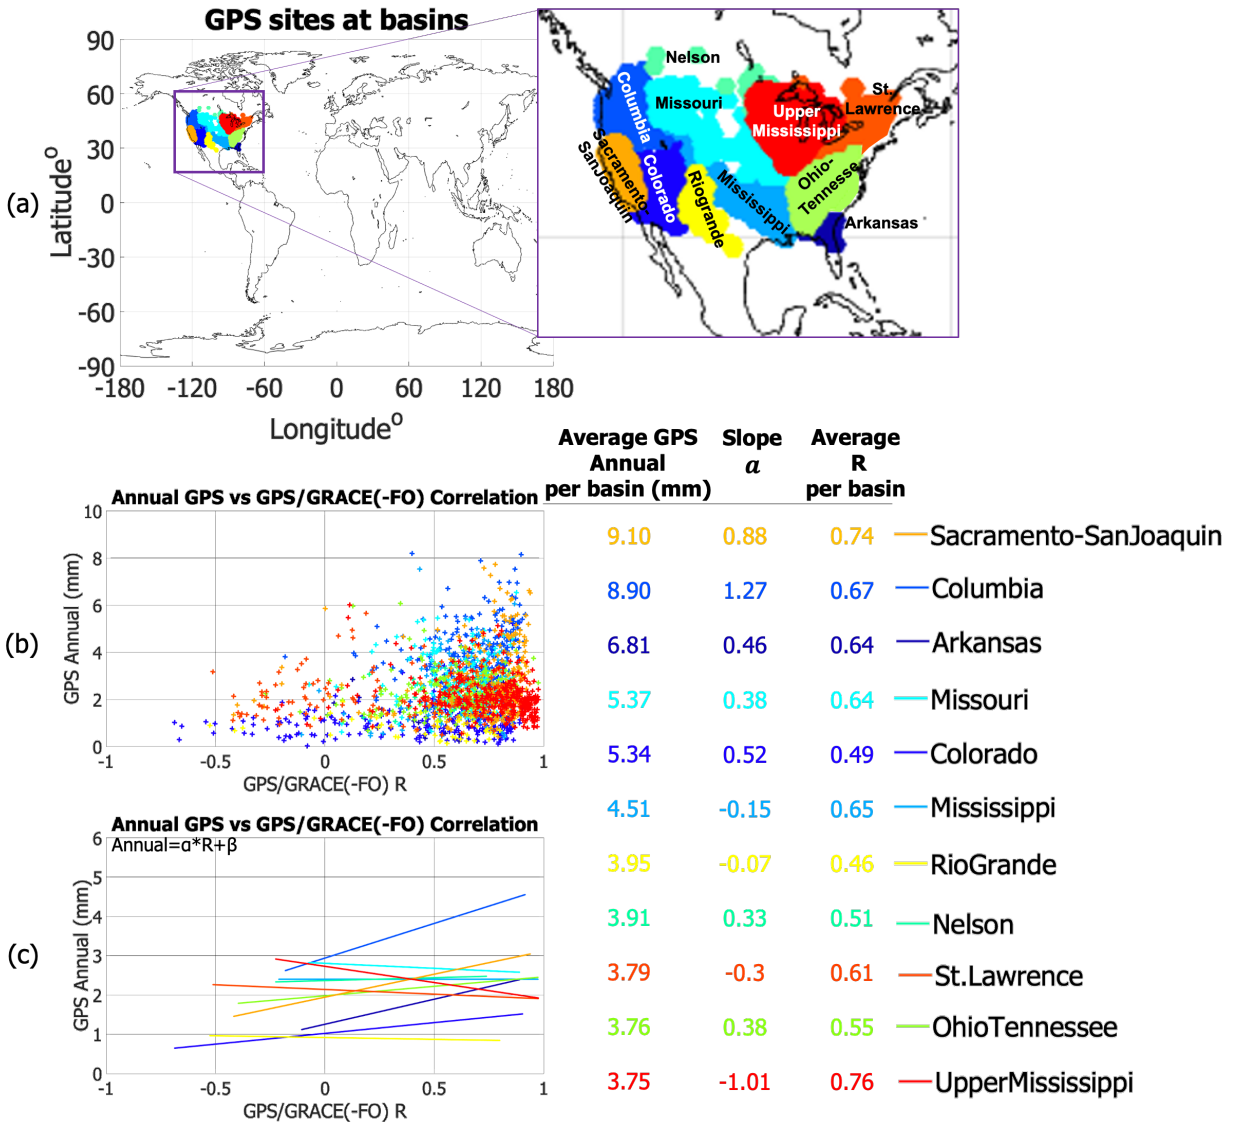 GPS sites at basins
(a)
Latitude°
90
60
30
0
-30
-60
-90
-180
-120
-60
0
60
120
180
Longitude°
Nelson
Columbia
Missouri
Upper
Mississippi
St.
Lawrence
Sacramento-
SanJoaquin
Colorado
Riogrande
Mississippi
Ohio-
Tennesse
Arkansas
(b)
Annual GPS vs GPS/GRACE(-FO) Correlation
GPS Annual (mm)
10
8
6
4
2
0
-1
-0.5
0
0.5
1
GPS/GRACE(-FO) R
(c)
Annual GPS vs GPS/GRACE(-FO) Correlation
Annual=α*R+β
GPS Annual (mm)
6
5
4
3
2
1
0
-1
-0.5
0
0.5
1
GPS/GRACE(-FO) R
Average GPS
Annual
per basin (mm)
Slope
a
Average
R
per basin
9.10 0.88 0.74 Sacramento-SanJoaquin
8.90 1.27 0.67 Columbia
6.81 0.46 0.64 Arkansas
5.37 0.38 0.64 Missouri
5.34 0.52 0.49 Colorado
4.51 -0.15 0.65 Mississippi
3.95 -0.07 0.46 RioGrande
3.91 0.33 0.51 Nelson
3.79 -0.3 0.61 St.Lawrence
3.76 0.38 0.55 OhioTennessee
3.75 -1.01 0.76 UpperMississippi